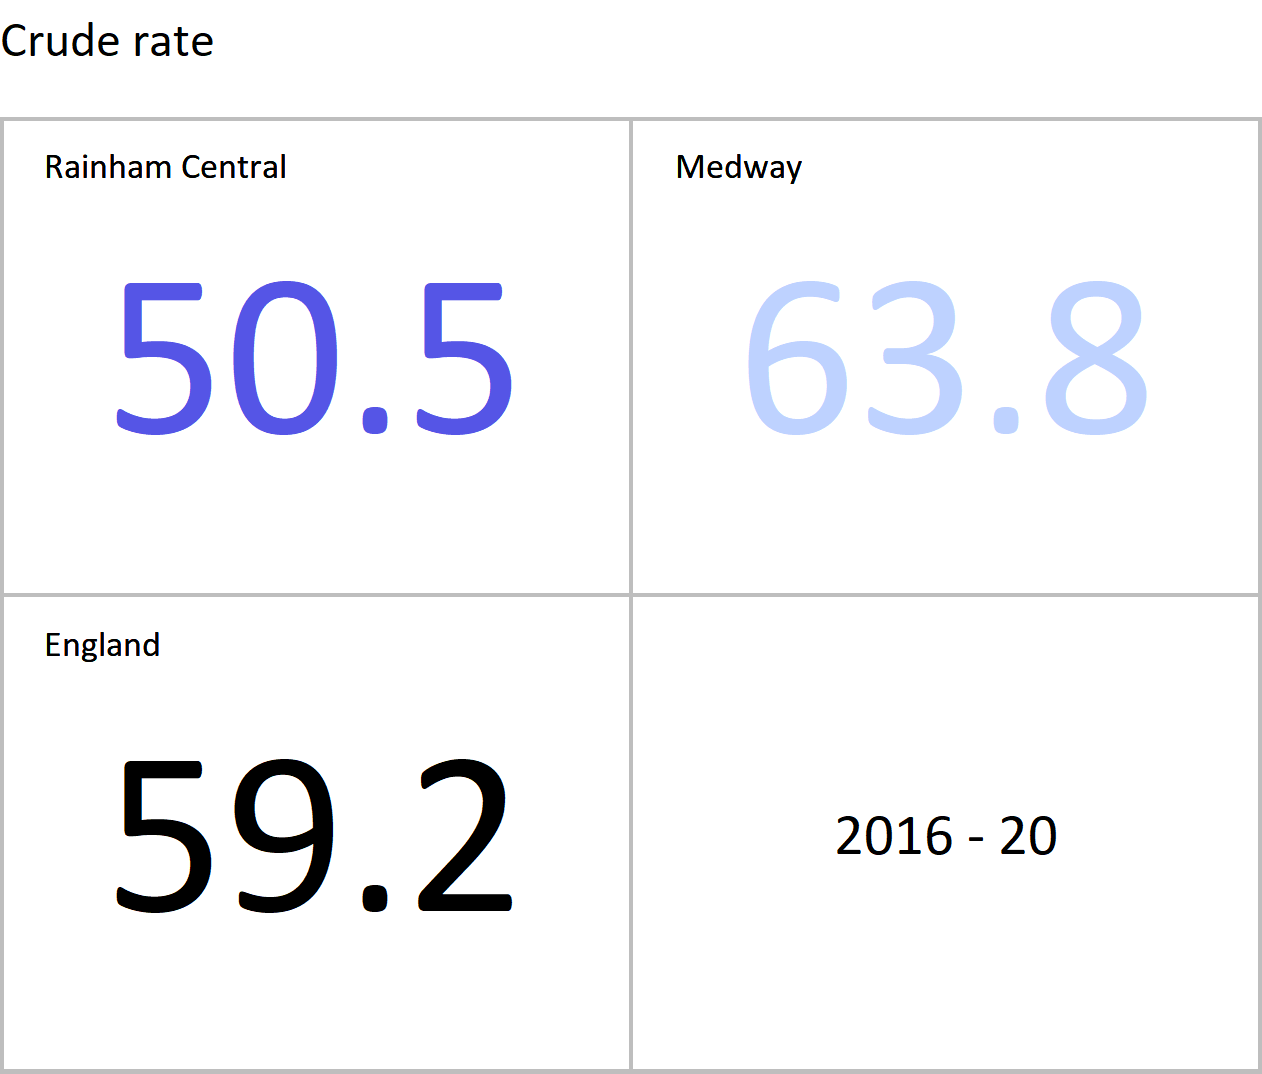 Crude rate
Rainham Central
50.5
Medway
63.8
England
59.2
2016 - 20